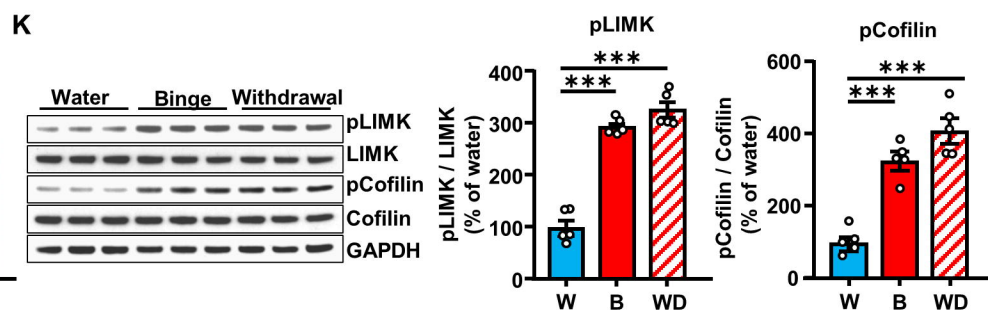 K
Water Binge Withdrawal
pLIMK
LIMK
pCofilin
Cofilin
GAPDH
pLIMK
pLIMK / LIMK
(% of water)
400
300
200
100
0
***
***
W B WD
pCofilin
pCofilin / Cofilin
(% of water)
600
400
200
0
***
***
W B WD